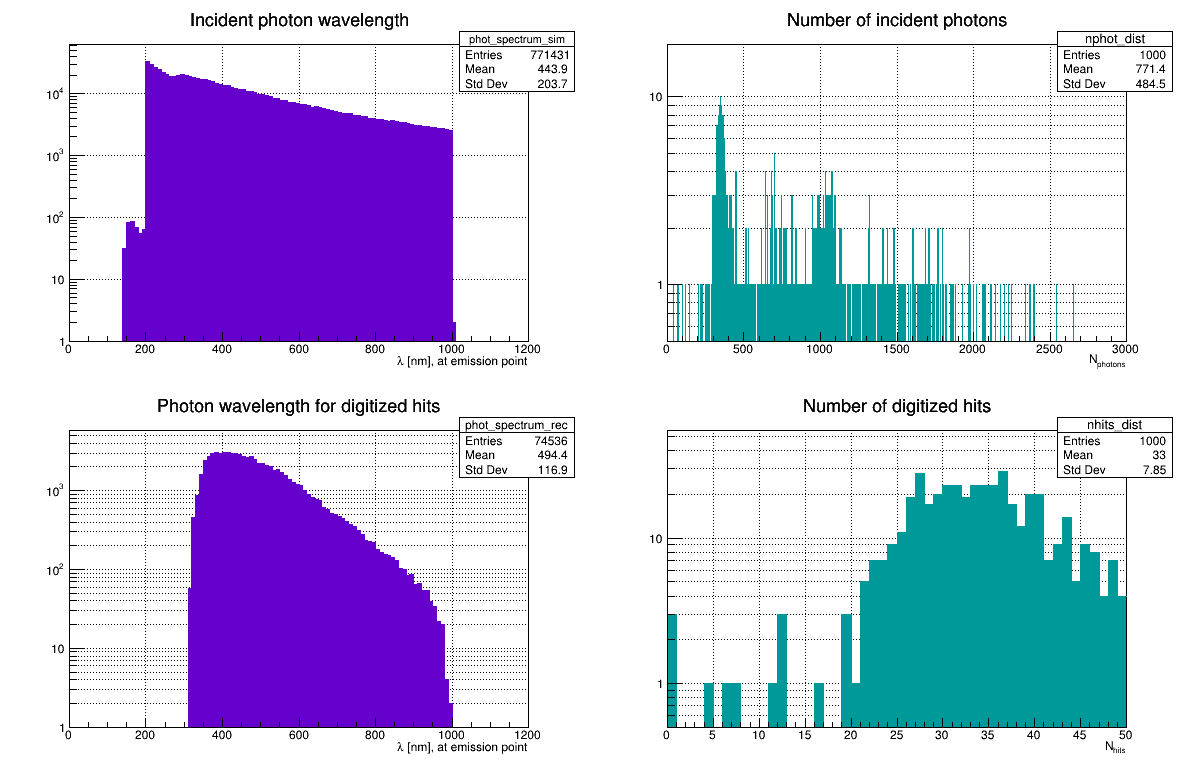 Incident photon wavelength
phot_spectrum_sim
Entries 771431
Mean 443.9
Std Dev 203.7
10^4
10^3
10^2
10
1
0 200 400 600 800 1000 1200
λ [nm], at emission point
Number of incident photons
nphot_dist
Entries 1000
Mean 771.4
Std Dev 484.5
10
1
0 500 1000 1500 2000 2500 3000
N_photons
Photon wavelength for digitized hits
phot_spectrum_rec
Entries 74536
Mean 494.4
Std Dev 116.9
10^3
10^2
10
1
0 200 400 600 800 1000 1200
λ [nm], at emission point
Number of digitized hits
nhits_dist
Entries 1000
Mean 33
Std Dev 7.85
10
1
0 5 10 15 20 25 30 35 40 45 50
N_hits